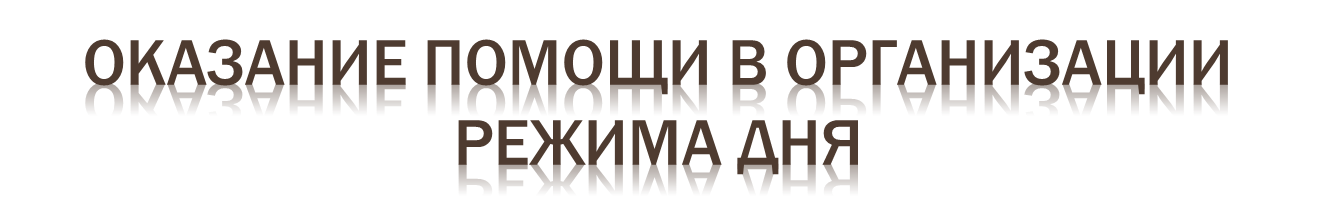 ОКАЗАНИЕ ПОМОЩИ В ОРГАНИЗАЦИИ
РЕЖИМА ДНЯ